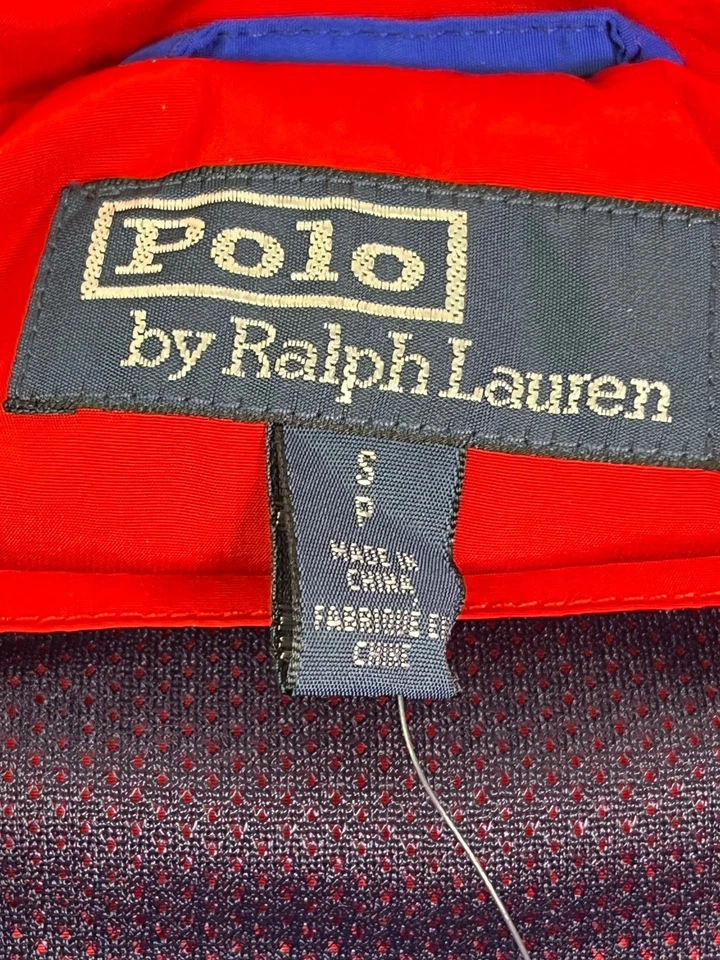 Polo
by Ralph Lauren
S
P
MADE IN
CHINA
FABRIQUE EN
CHINE